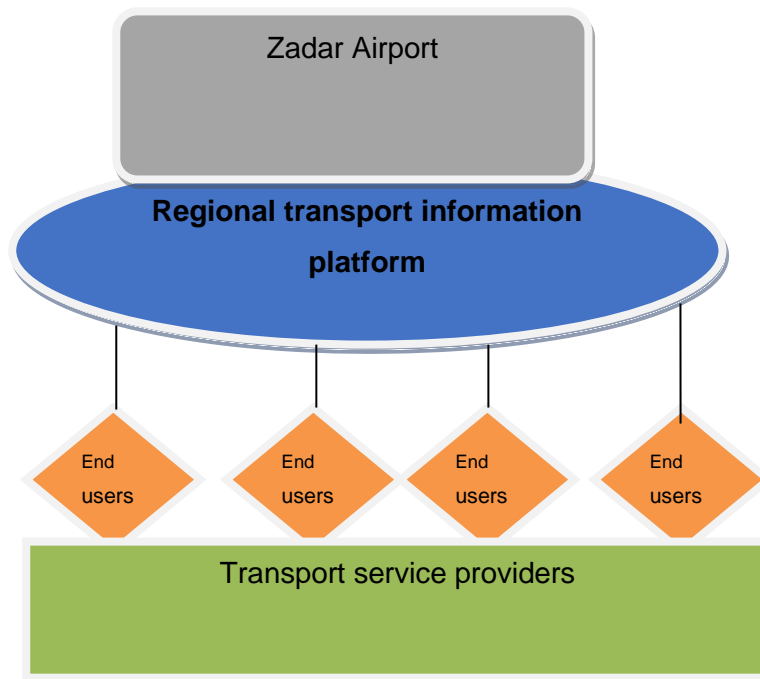 Zadar Airport
Regional transport information
platform
End
users
End
users
End
users
End
users
Transport service providers